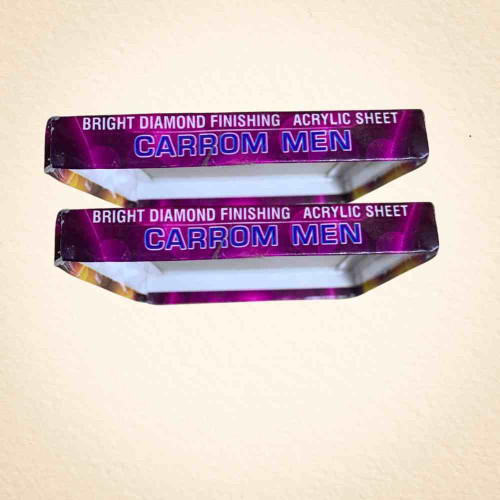 BRIGHT DIAMOND FINISHING ACRYLIC SHEET
CARROM MEN
BRIGHT DIAMOND FINISHING ACRYLIC SHEET
CARROM MEN